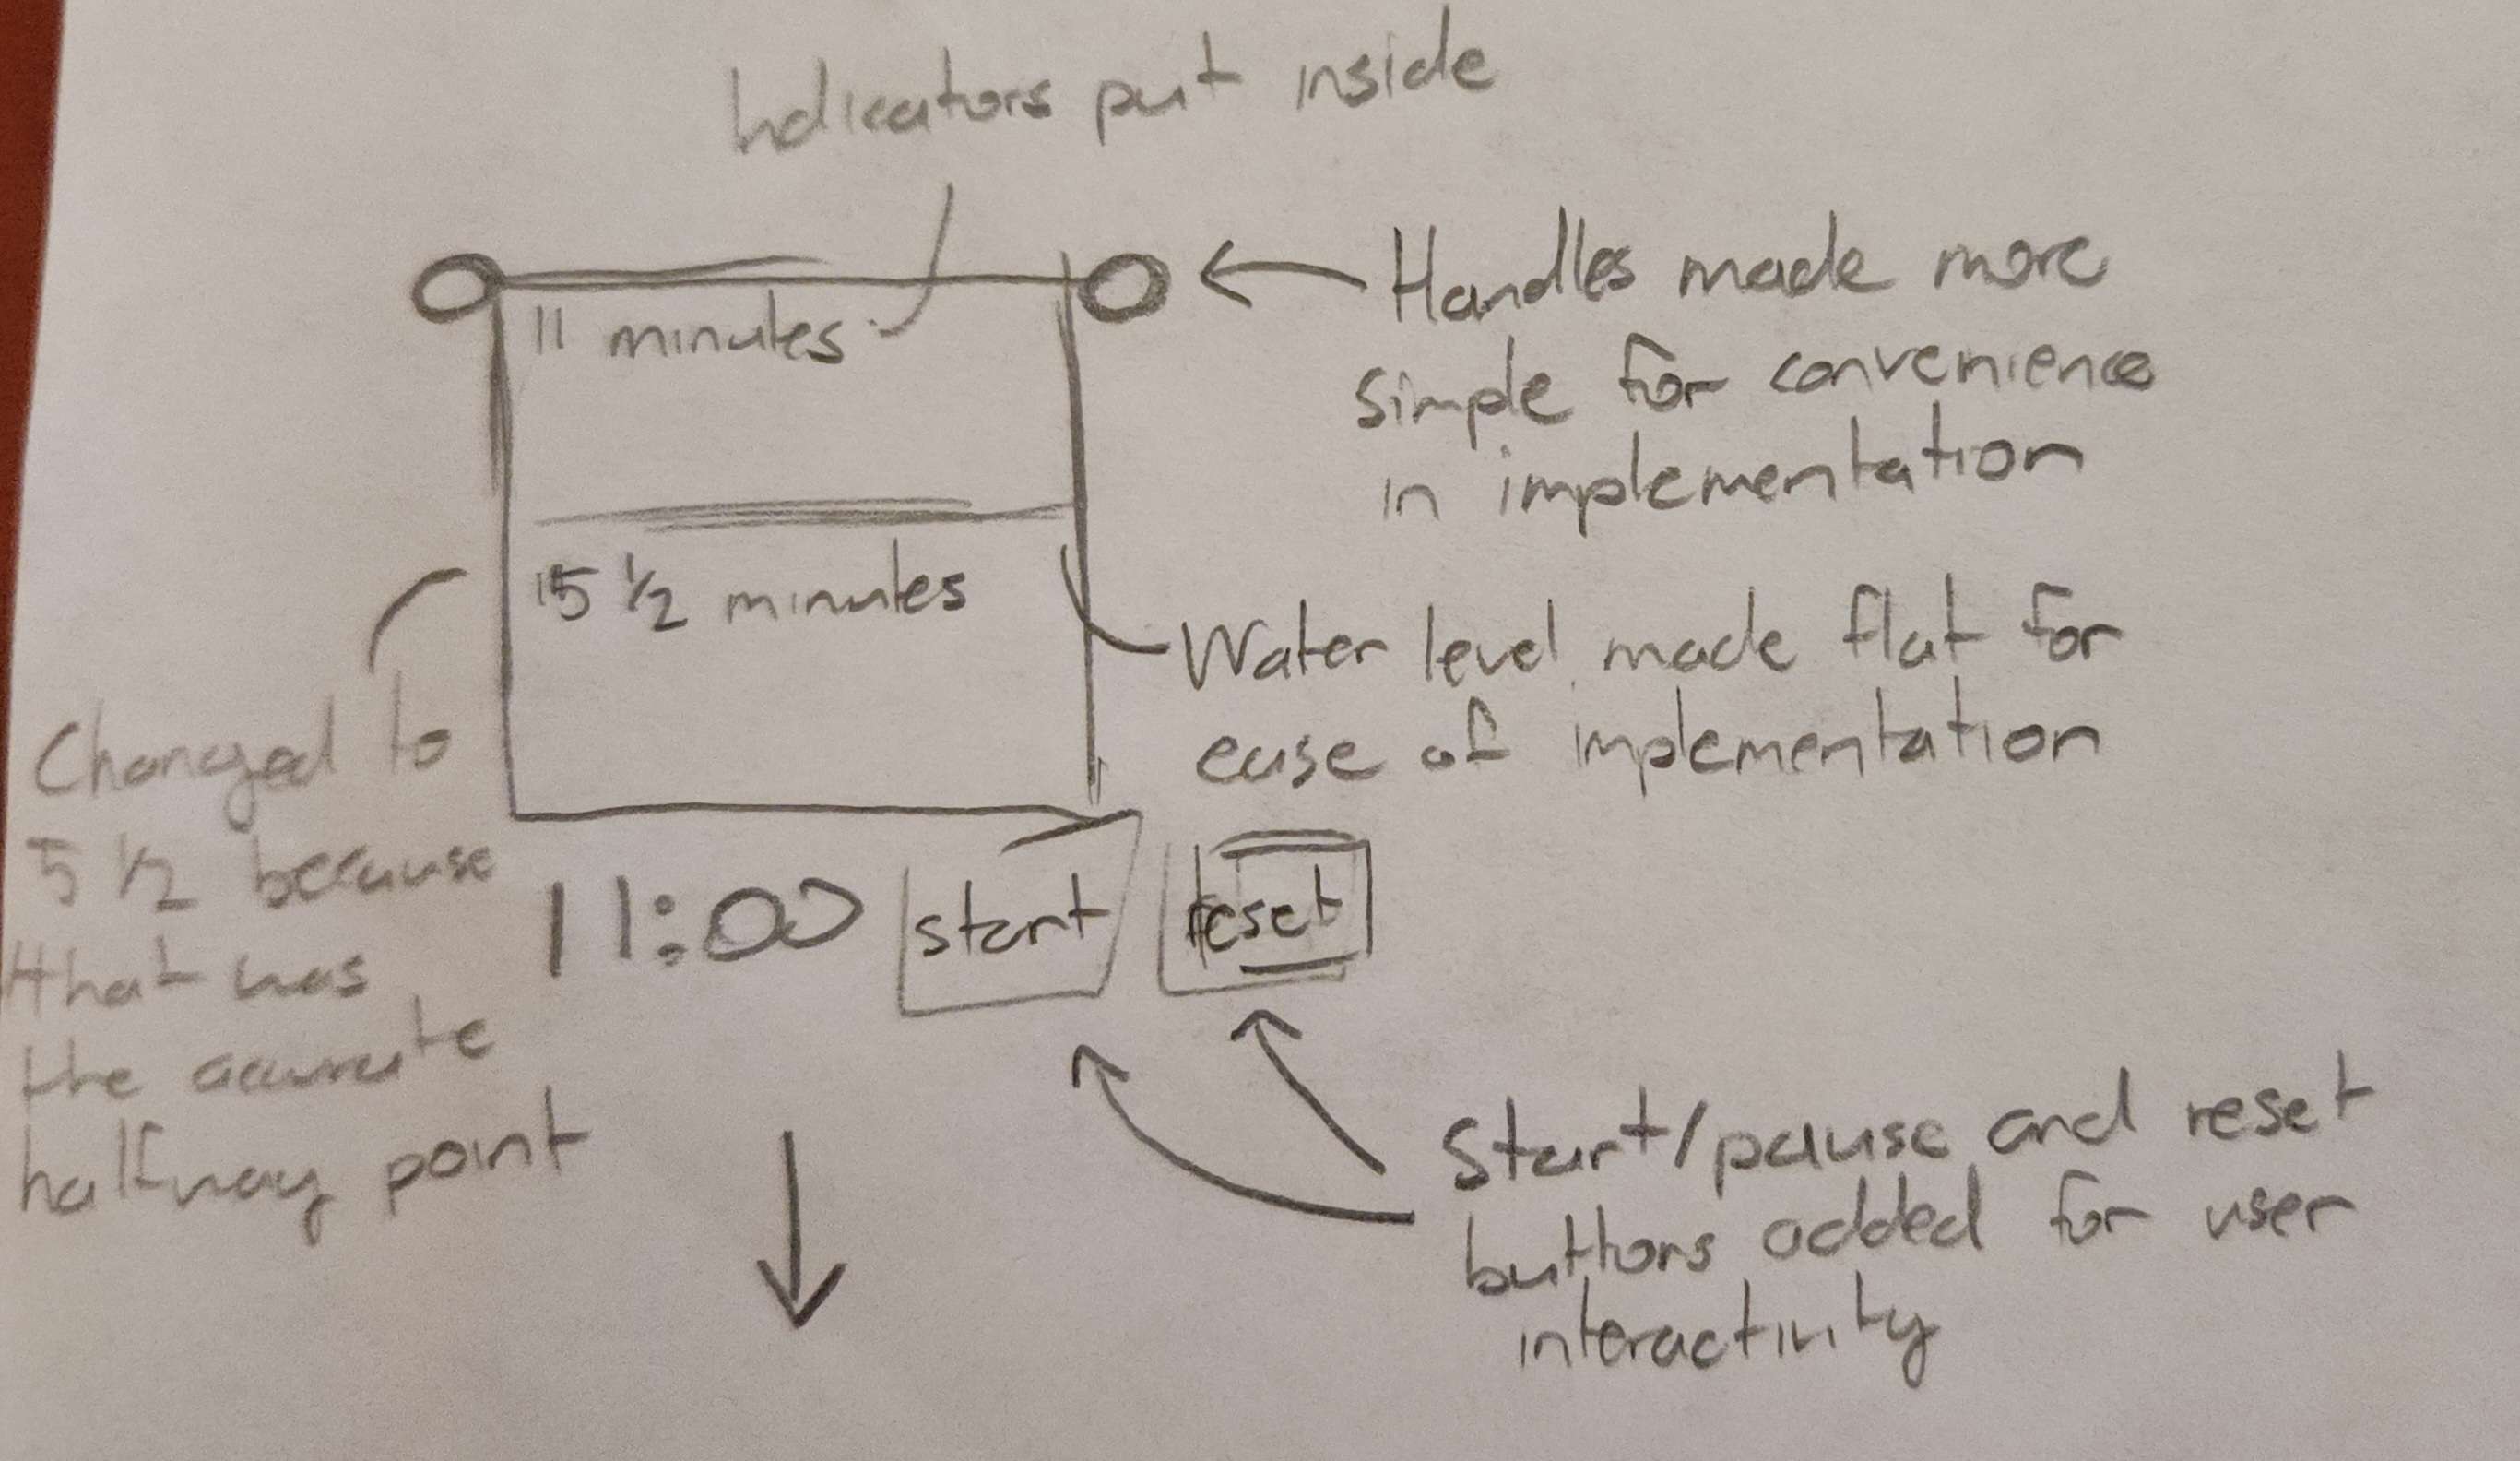 Indicators put inside
11 minutes
Handles made more
simple for convenience
in implementation
5 1/2 minutes
Water level made flat for
ease of implementation
Changed to
5 1/2 because
that was
the accurate
halfway point
11:00 start reset
Start/pause and reset
buttons added for user
interactivity